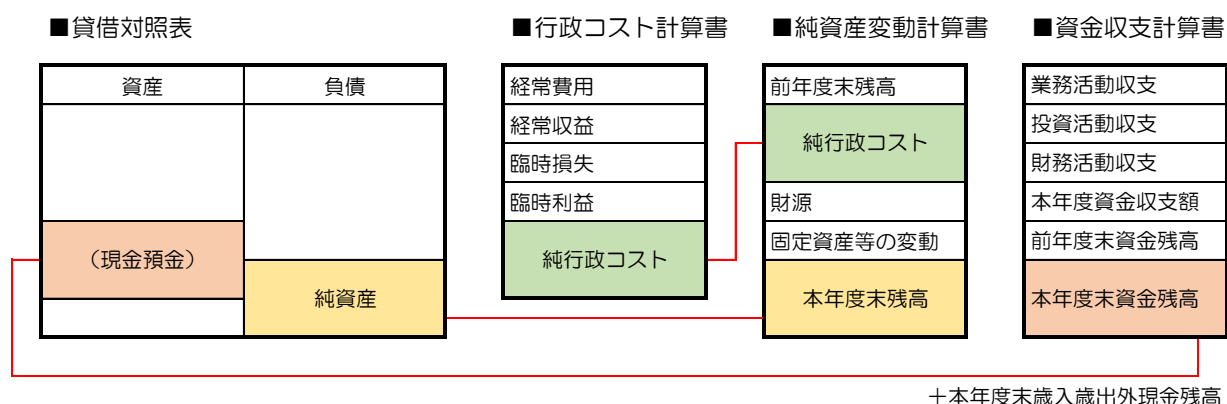 ■貸借対照表
資産
負債
（現金預金）
純資産
■行政コスト計算書
経常費用
経常収益
臨時損失
臨時利益
純行政コスト
■純資産変動計算書
前年度末残高
純行政コスト
財源
固定資産等の変動
本年度末残高
■資金収支計算書
業務活動収支
投資活動収支
財務活動収支
本年度資金収支額
前年度末資金残高
本年度末資金残高
＋本年度末歳入歳出外現金残高